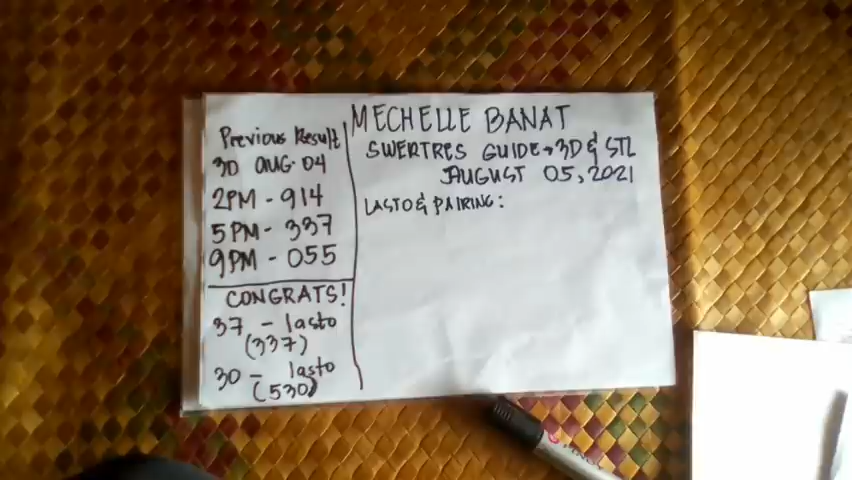 Previous Result
3D AUG. 04
2PM - 914
5PM - 337
9PM - 055
CONGRATS!
37 - lasto
(337)
30 - lasto
(530)
MECHELLE BANAT
SWERTRES GUIDE → 3D & STL
AUGUST 05, 2021
LASTO & PAIRING: